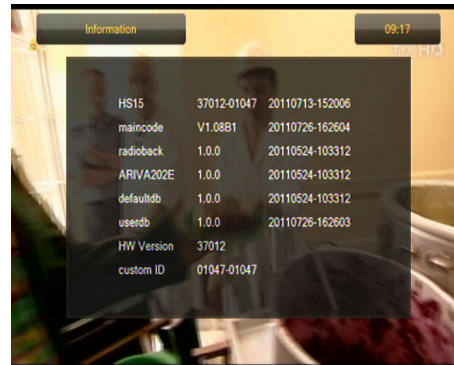 Information 09:17
TVP HD
HS15 37012-01047 20110713-152006
maincode V1.08B1 20110726-162604
radioback 1.0.0 20110524-103312
ARIVA202E 1.0.0 20110524-103312
defaultdb 1.0.0 20110524-103312
userdb 1.0.0 20110726-162603
HW Version 37012
custom ID 01047-01047